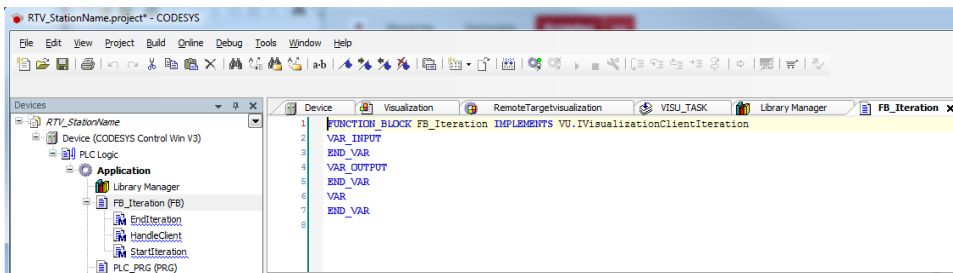 RTV_StationName.project* - CODESYS
File Edit View Project Build Online Debug Tools Window Help
Devices
RTV_StationName
Device (CODESYS Control Win V3)
PLC Logic
Application
Library Manager
FB_Iteration (FB)
EndIteration
HandleClient
StartIteration
PLC_PRG (PRG)
Device Visualization RemoteTargetvisualization VISU_TASK Library Manager FB_Iteration
1 FUNCTION_BLOCK FB_Iteration IMPLEMENTS VU.IVisualizationClientIteration
2 VAR_INPUT
3 END_VAR
4 VAR_OUTPUT
5 END_VAR
6 VAR
7 END_VAR
8